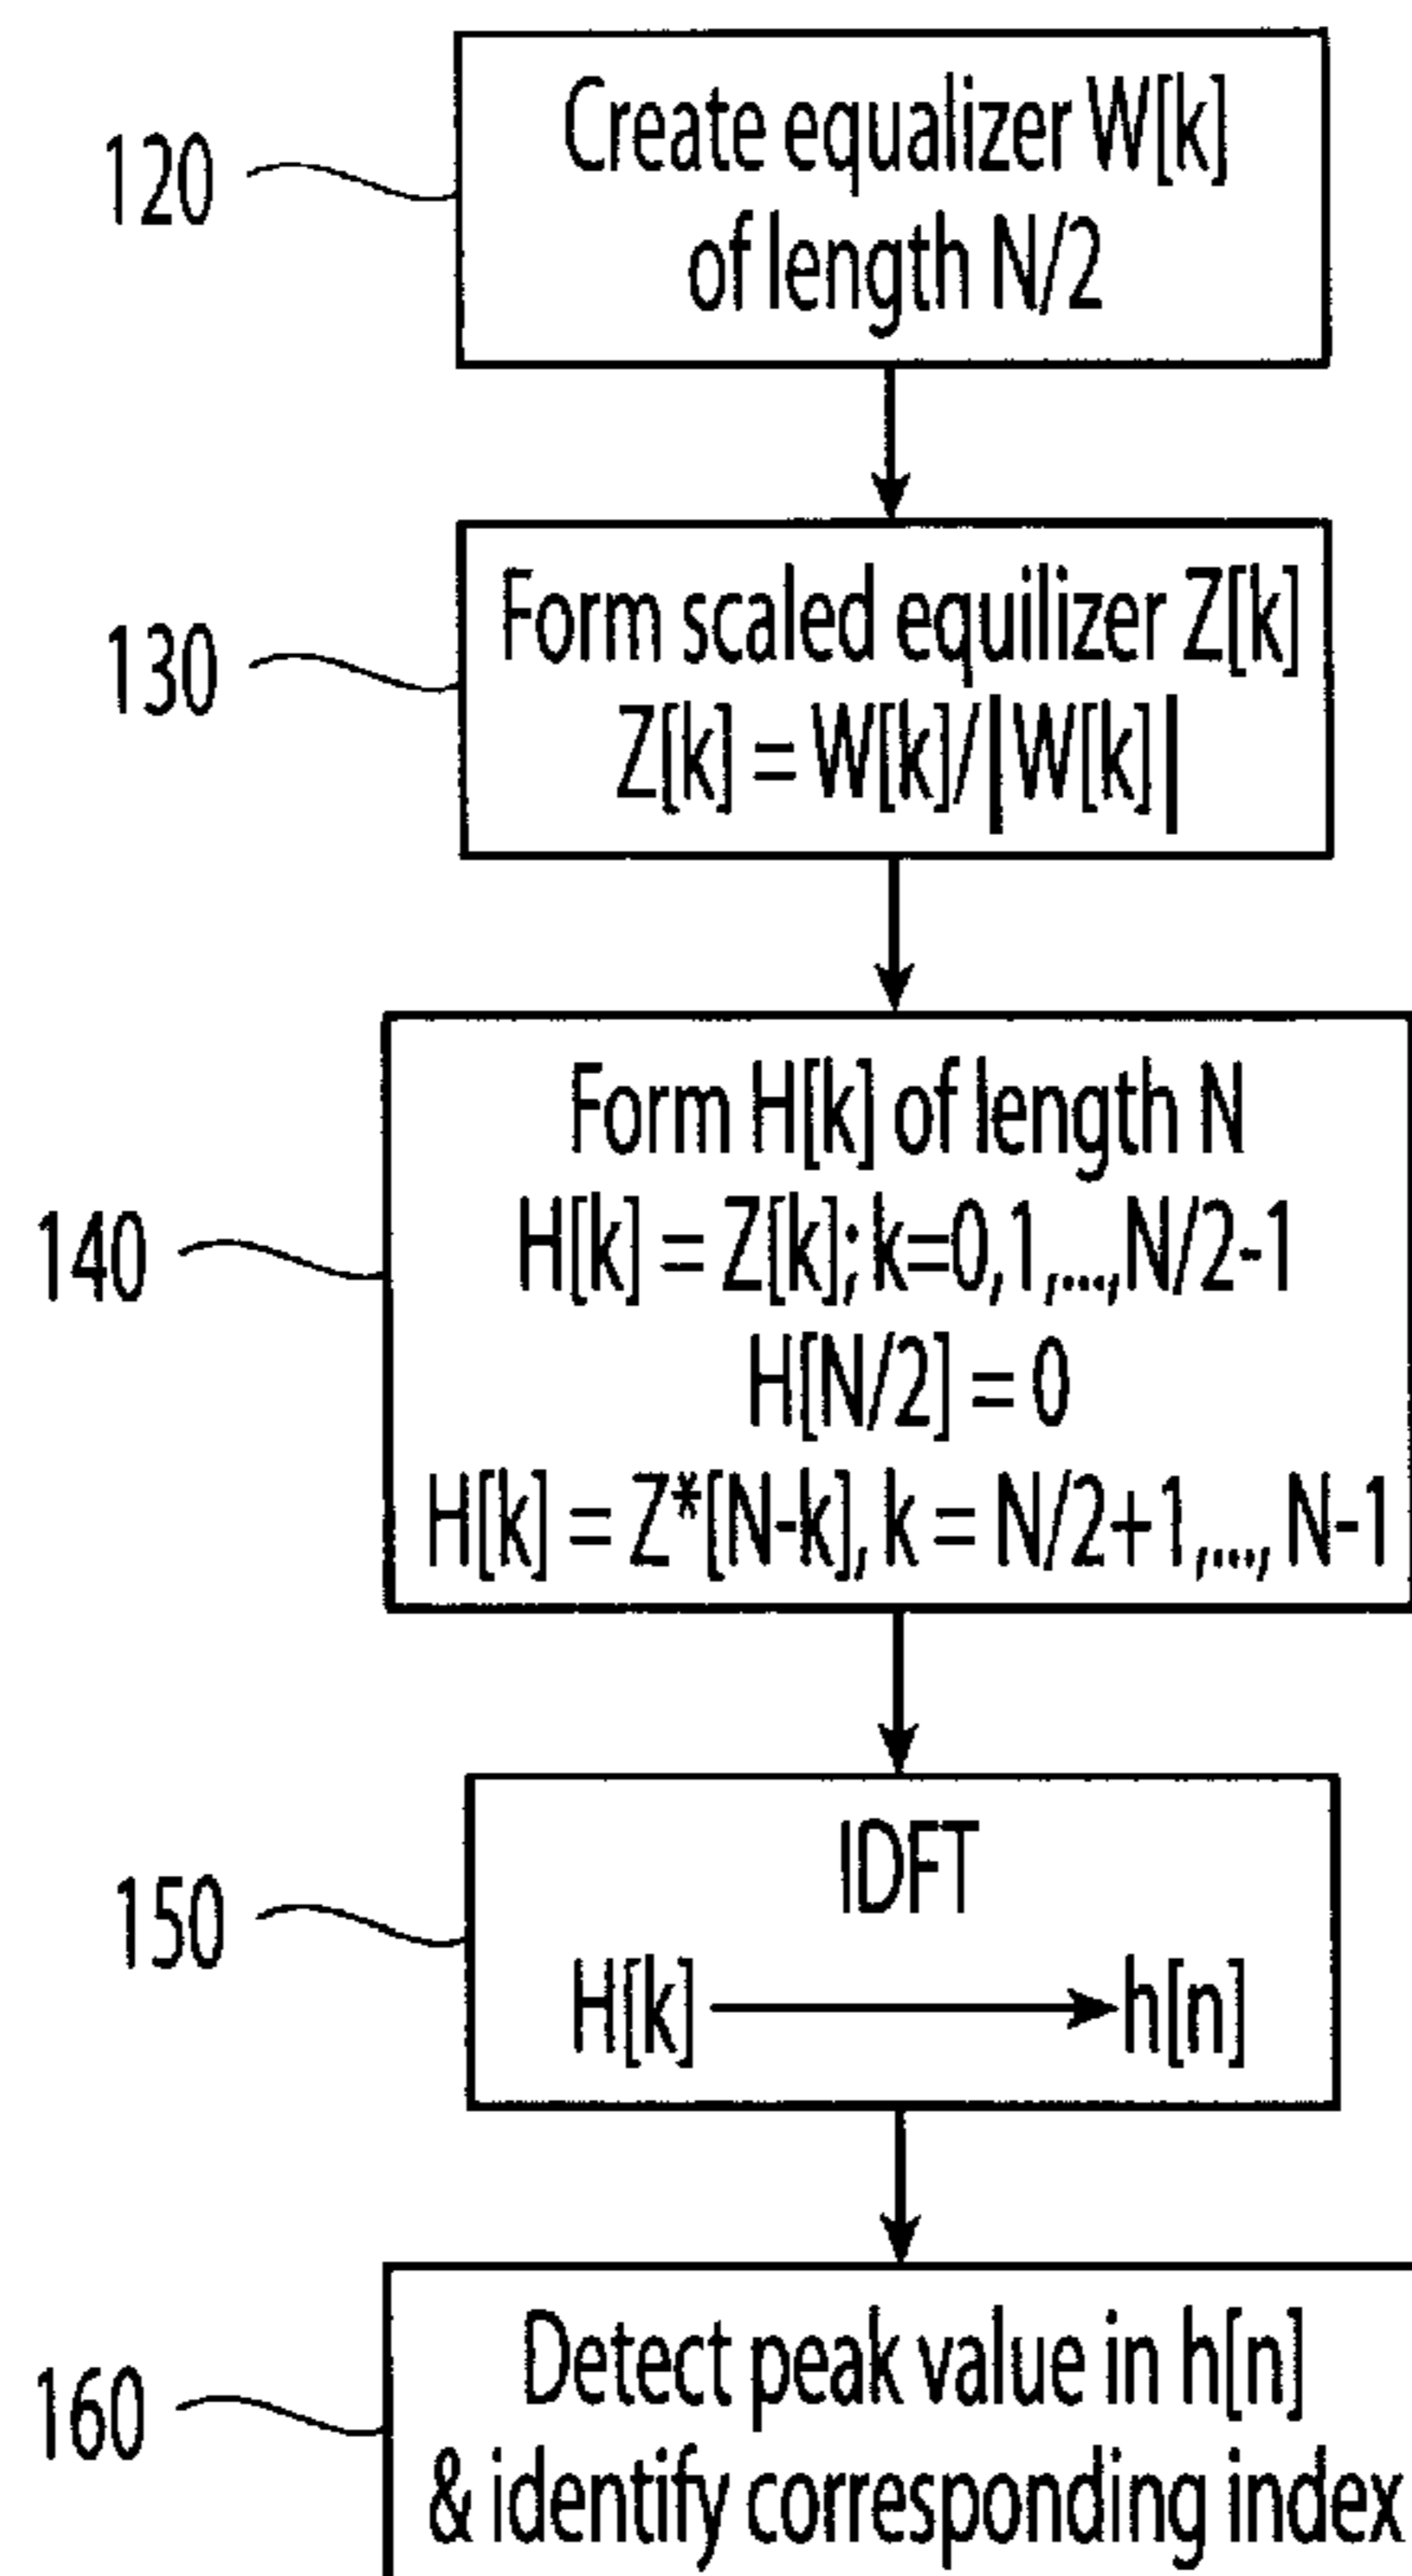 120
Create equalizer W[k]
of length N/2
130
Form scaled equilizer Z[k]
Z[k] = W[k]/|W[k]|
140
Form H[k] of length N
H[k] = Z[k]; k=0,1,...,N/2-1
H[N/2] = 0
H[k] = Z*[N-k], k = N/2+1,..., N-1
150
IDFT
H[k] h[n]
160
Detect peak value in h[n]
& identify corresponding index